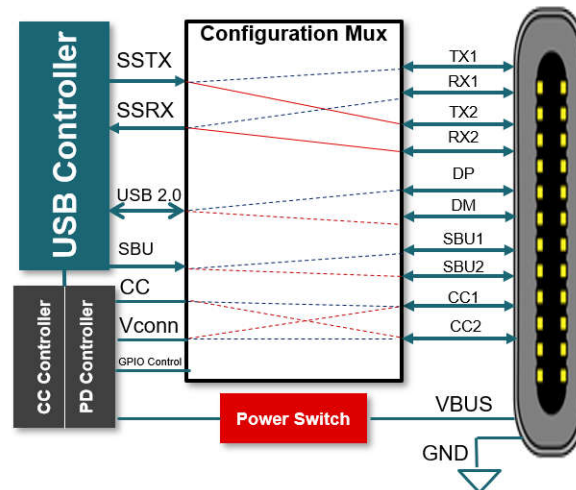 Configuration Mux
USB Controller
SSTX
SSRX
USB 2.0
SBU
CC
Vconn
GPIO Control
CC Controller
PD Controller
TX1
RX1
TX2
RX2
DP
DM
SBU1
SBU2
CC1
CC2
Power Switch
VBUS
GND